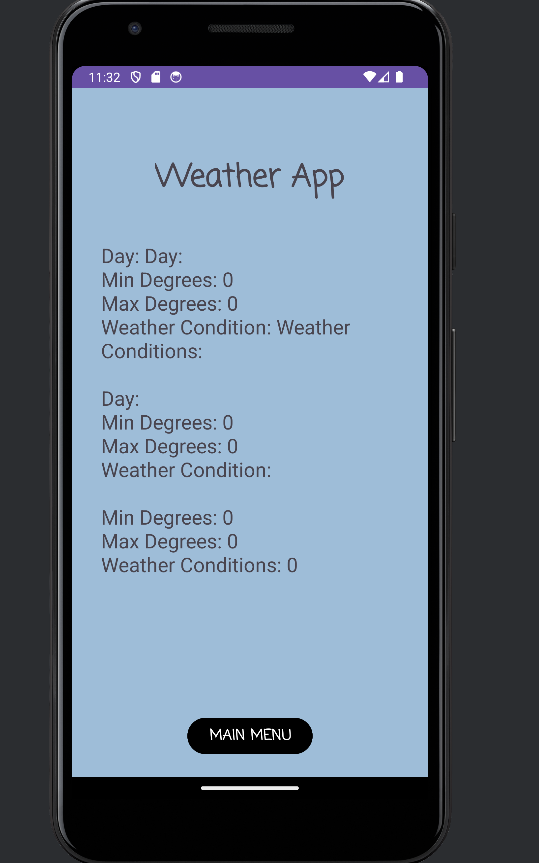 11:32
Weather App
Day: Day:
Min Degrees: 0
Max Degrees: 0
Weather Condition: Weather
Conditions:
Day:
Min Degrees: 0
Max Degrees: 0
Weather Condition:
Min Degrees: 0
Max Degrees: 0
Weather Conditions: 0
MAIN MENU